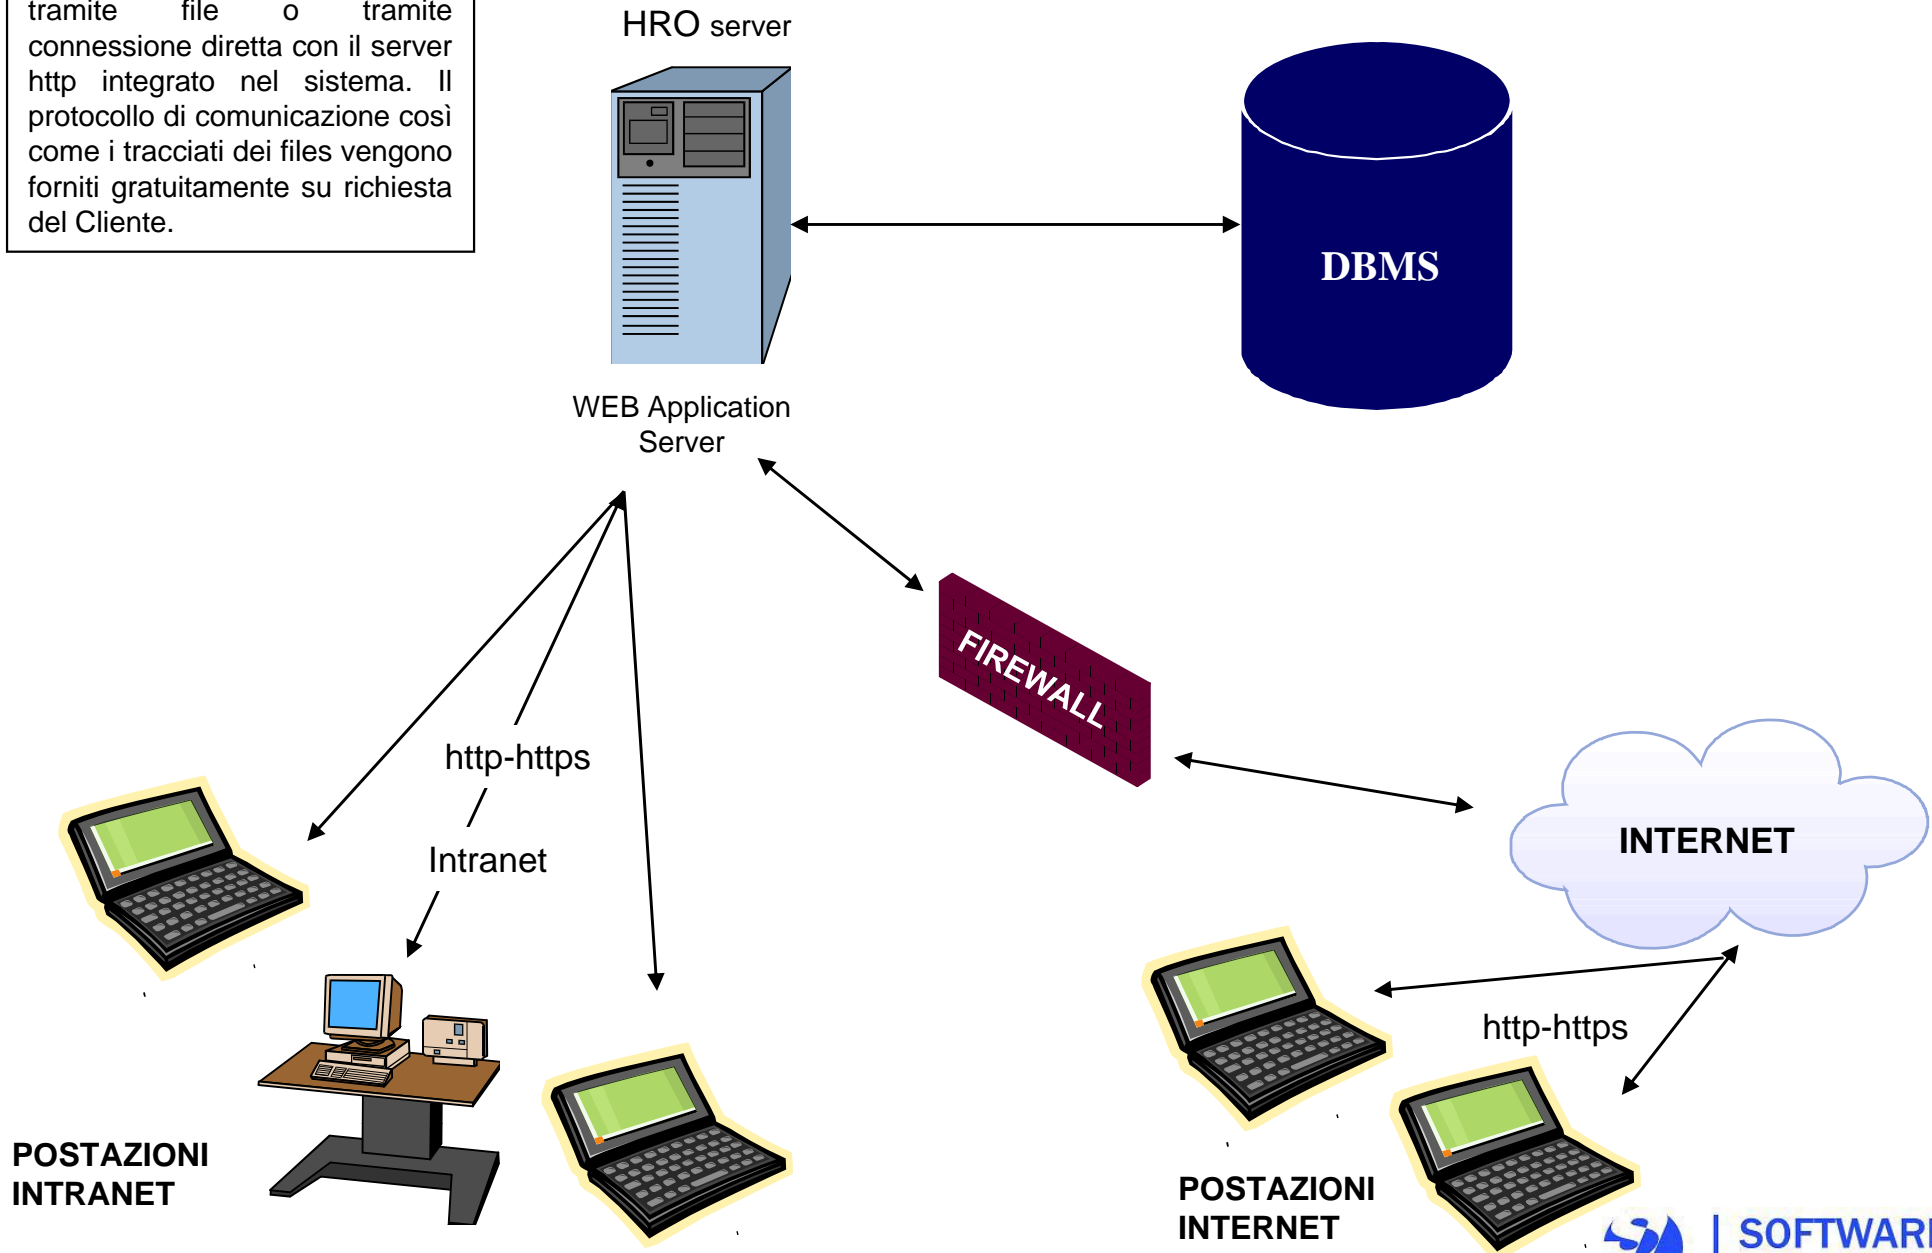 tramite file o tramite
connessione diretta con il server
http integrato nel sistema. Il
protocollo di comunicazione così
come i tracciati dei files vengono
forniti gratuitamente su richiesta
del Cliente.
HRO server
DBMS
WEB Application
Server
FIREWALL
http-https
Intranet
INTERNET
http-https
POSTAZIONI
INTRANET
POSTAZIONI
INTERNET
| SOFTWARE